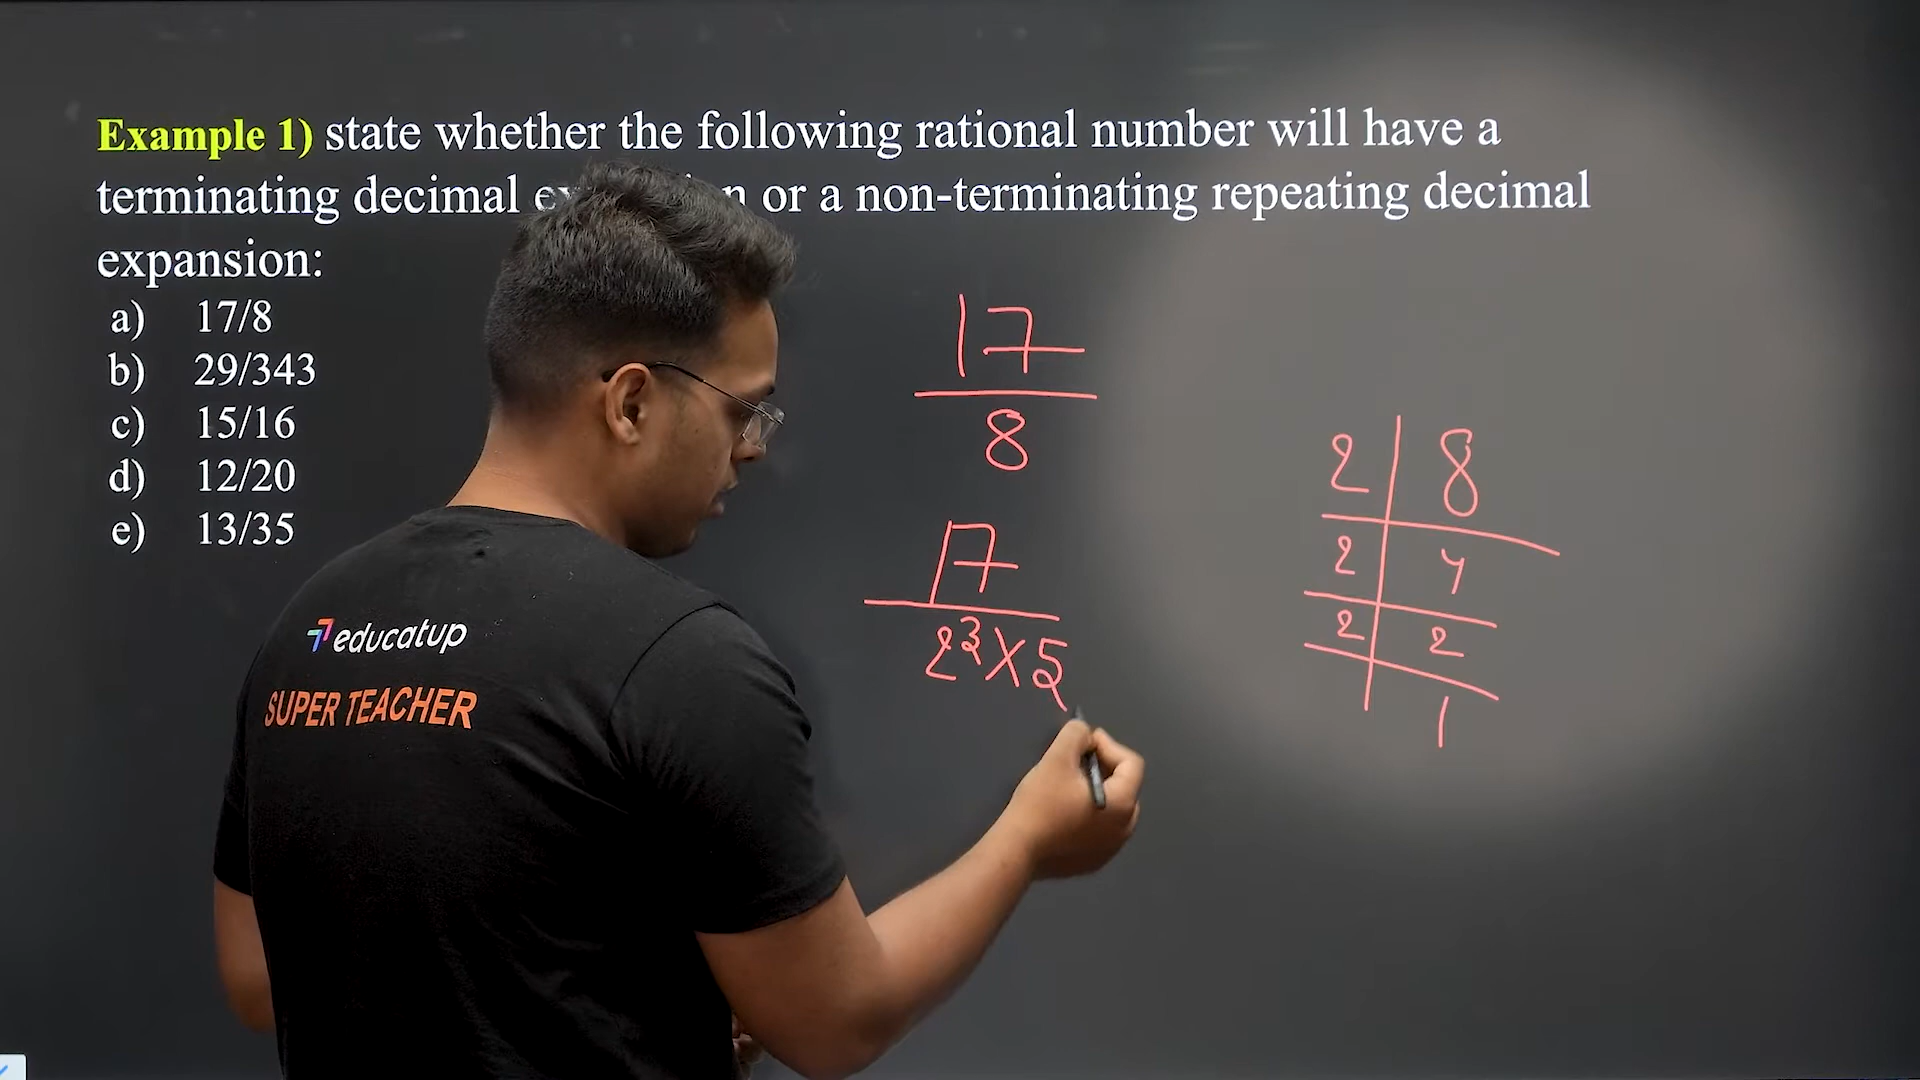 Example 1) state whether the following rational number will have a
terminating decimal or a non-terminating repeating decimal
expansion:
a) 17/8
b) 29/343
c) 15/16
d) 12/20
e) 13/35
17
8
17
2³×5
2 8
2 4
2 2
1
educatup
SUPER TEACHER